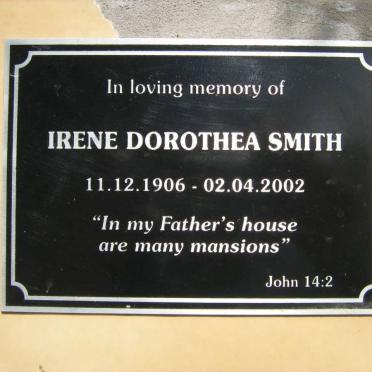 In loving memory of
IRENE DOROTHEA SMITH
11.12.1906 - 02.04.2002
“In my Father’s house
are many mansions”
John 14:2